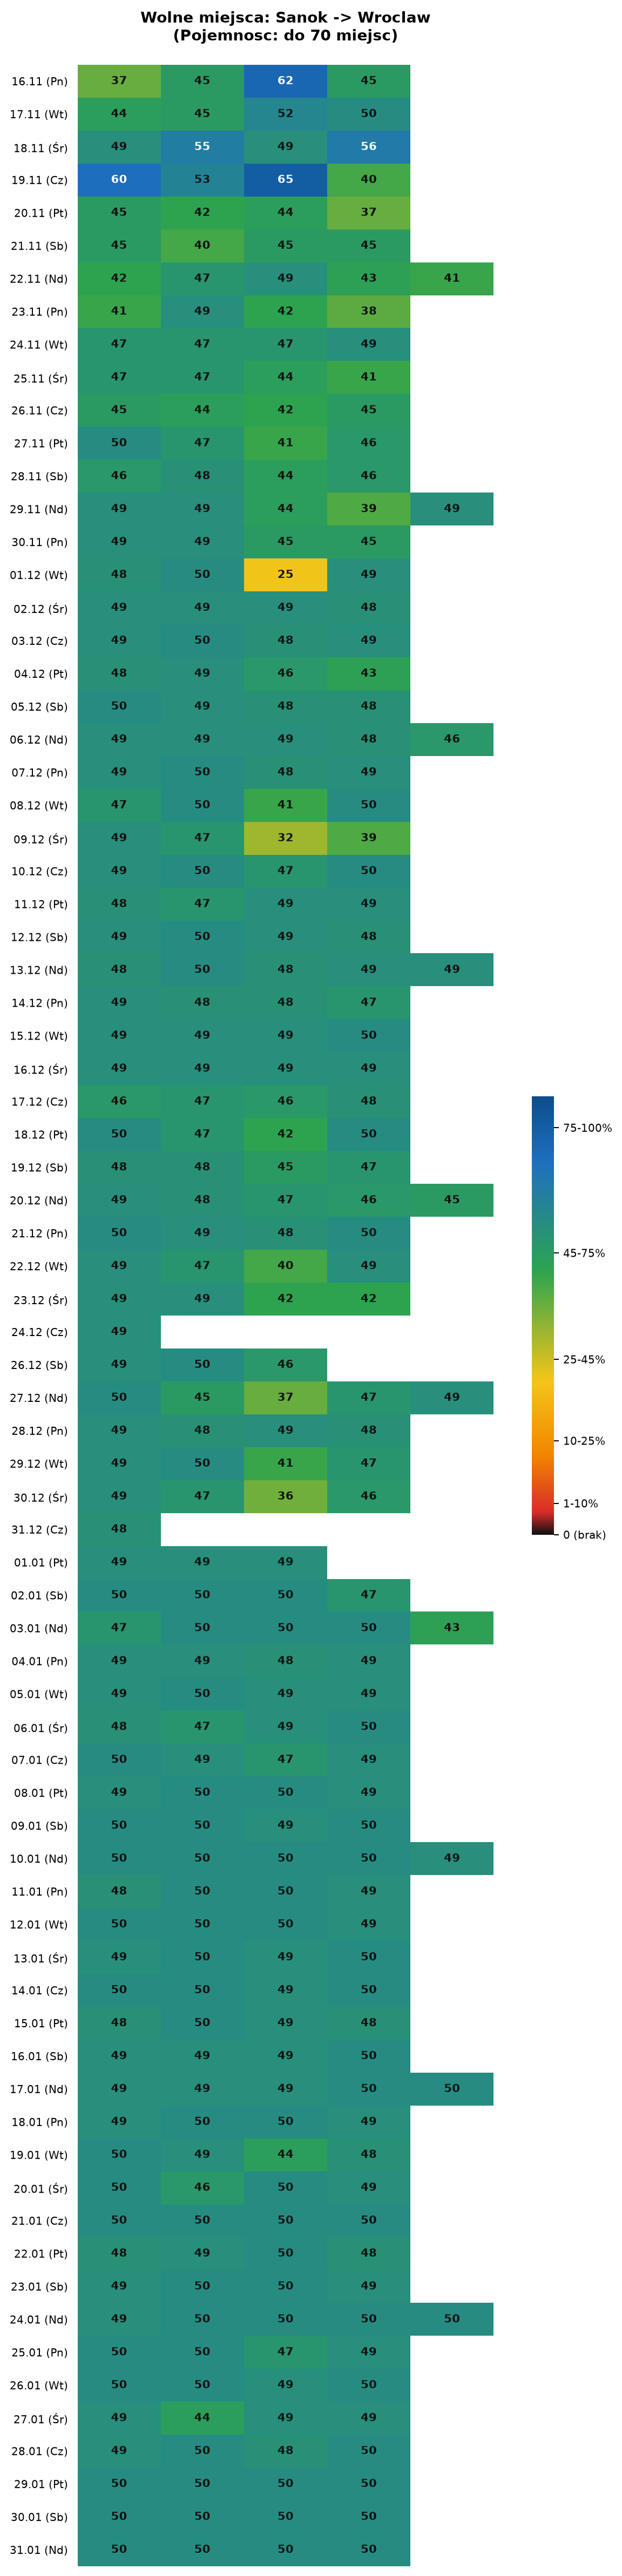 Wolne miejsca: Sanok -> Wroclaw
(Pojemnosc: do 70 miejsc)
16.11 (Pn) 37 45 62 45
17.11 (Wt) 44 45 52 50
18.11 (Śr) 49 55 49 56
19.11 (Cz) 60 53 65 40
20.11 (Pt) 45 42 44 37
21.11 (Sb) 45 40 45 45
22.11 (Nd) 42 47 49 43 41
23.11 (Pn) 41 49 42 38
24.11 (Wt) 47 47 47 49
25.11 (Śr) 47 47 44 41
26.11 (Cz) 45 44 42 45
27.11 (Pt) 50 47 41 46
28.11 (Sb) 46 48 44 46
29.11 (Nd) 49 49 44 39 49
30.11 (Pn) 49 49 45 45
01.12 (Wt) 48 50 25 49
02.12 (Śr) 49 49 49 48
03.12 (Cz) 49 50 48 49
04.12 (Pt) 48 49 46 43
05.12 (Sb) 50 49 48 48
06.12 (Nd) 49 49 49 48 46
07.12 (Pn) 49 50 48 49
08.12 (Wt) 47 50 41 50
09.12 (Śr) 49 47 32 39
10.12 (Cz) 49 50 47 50
11.12 (Pt) 48 47 49 49
12.12 (Sb) 49 50 49 48
13.12 (Nd) 48 50 48 49 49
14.12 (Pn) 49 48 48 47
15.12 (Wt) 49 49 49 50
16.12 (Śr) 49 49 49 49
17.12 (Cz) 46 47 46 48
18.12 (Pt) 50 47 42 50
19.12 (Sb) 48 48 45 47
20.12 (Nd) 49 48 47 46 45
21.12 (Pn) 50 49 48 50
22.12 (Wt) 49 47 40 49
23.12 (Śr) 49 49 42 42
24.12 (Cz) 49
26.12 (Sb) 49 50 46
27.12 (Nd) 50 45 37 47 49
28.12 (Pn) 49 48 49 48
29.12 (Wt) 49 50 41 47
30.12 (Śr) 49 47 36 46
31.12 (Cz) 48
01.01 (Pt) 49 49 49
02.01 (Sb) 50 50 50 47
03.01 (Nd) 47 50 50 50 43
04.01 (Pn) 49 49 48 49
05.01 (Wt) 49 50 49 49
06.01 (Śr) 48 47 49 50
07.01 (Cz) 50 49 47 49
08.01 (Pt) 49 50 50 49
09.01 (Sb) 50 50 49 50
10.01 (Nd) 50 50 50 50 49
11.01 (Pn) 48 50 50 49
12.01 (Wt) 50 50 50 49
13.01 (Śr) 49 50 49 50
14.01 (Cz) 50 50 49 50
15.01 (Pt) 48 50 49 48
16.01 (Sb) 49 49 49 50
17.01 (Nd) 49 49 49 50 50
18.01 (Pn) 49 50 50 49
19.01 (Wt) 50 49 44 48
20.01 (Śr) 50 46 50 49
21.01 (Cz) 50 50 50 50
22.01 (Pt) 48 49 50 48
23.01 (Sb) 49 50 50 49
24.01 (Nd) 49 50 50 50 50
25.01 (Pn) 50 50 47 49
26.01 (Wt) 50 50 49 50
27.01 (Śr) 49 44 49 49
28.01 (Cz) 49 50 48 50
29.01 (Pt) 50 50 50 50
30.01 (Sb) 50 50 50 50
31.01 (Nd) 50 50 50 50
75-100%
45-75%
25-45%
10-25%
1-10%
0 (brak)